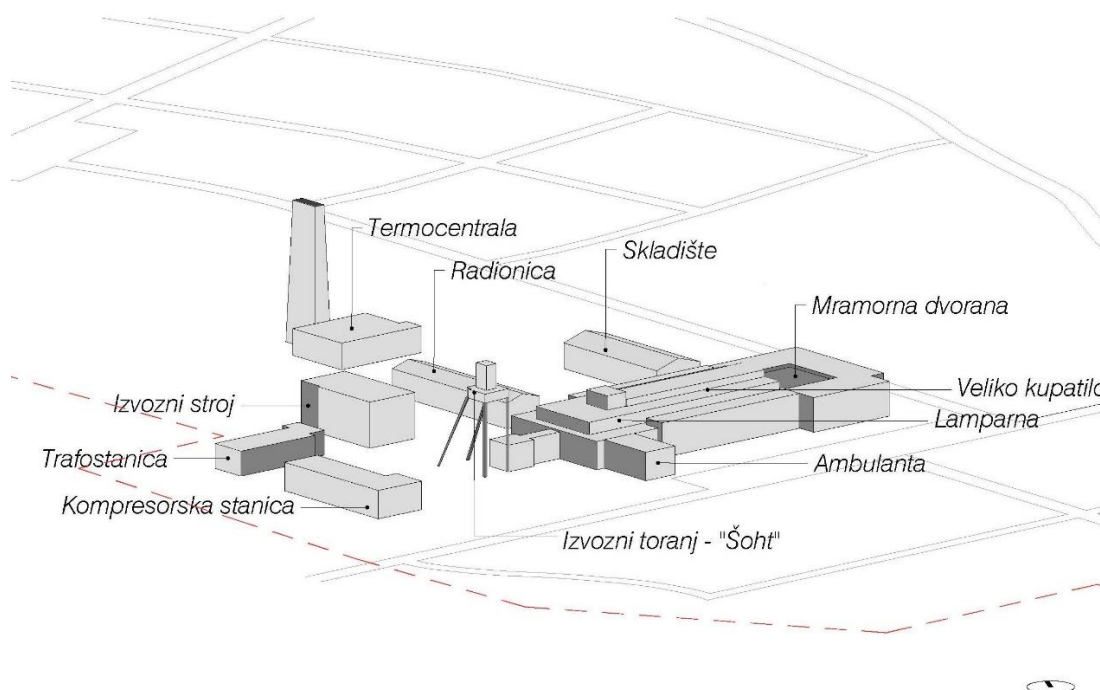 Termocentrala
Radionica
Skladište
Mramorna dvorana
Izvozni stroj
Veliko kupatilo
Lamparna
Trafostanica
Ambulanta
Kompresorska stanica
Izvozni toranj - "Šoht"